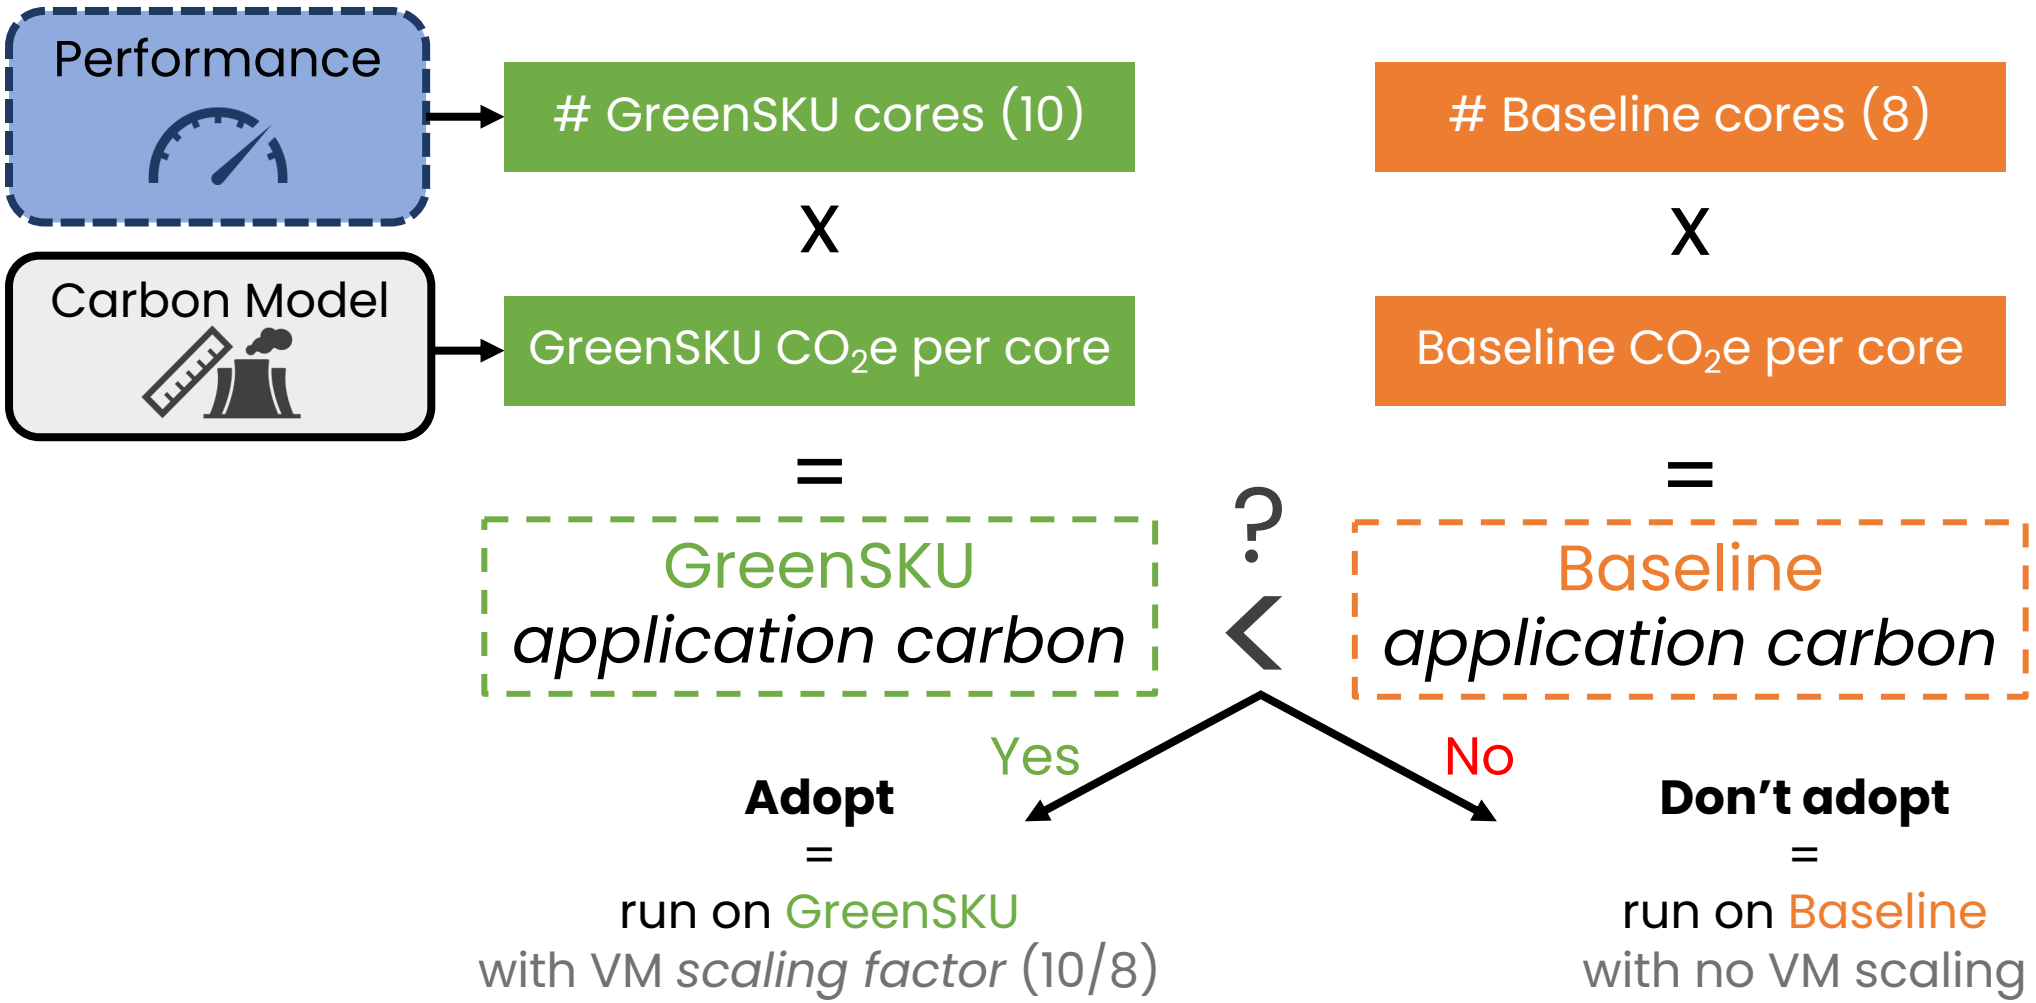 Performance
# GreenSKU cores (10)
# Baseline cores (8)
x
x
Carbon Model
GreenSKU CO₂e per core
Baseline CO₂e per core
=
=
?
<
GreenSKU
application carbon
Baseline
application carbon
Yes
No
Adopt
=
run on GreenSKU
with VM scaling factor (10/8)
Don't adopt
=
run on Baseline
with no VM scaling